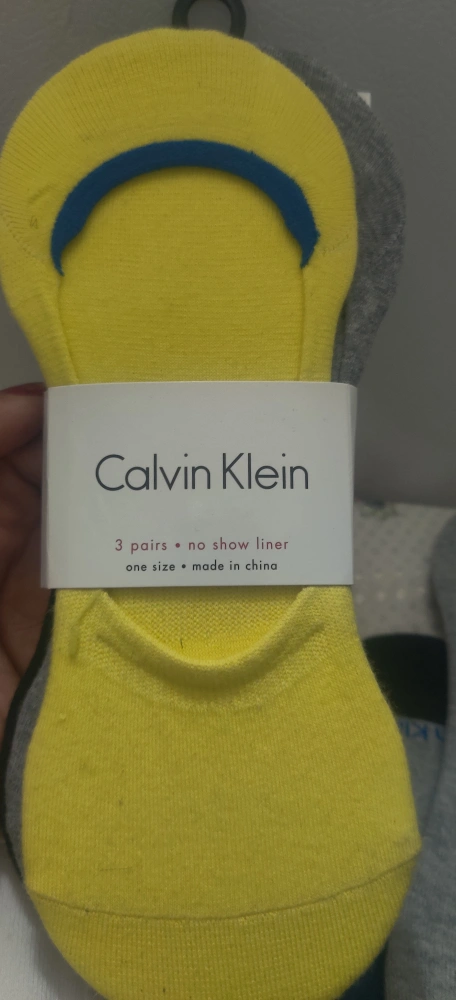 Calvin Klein
3 pairs • no show liner
one size • made in china